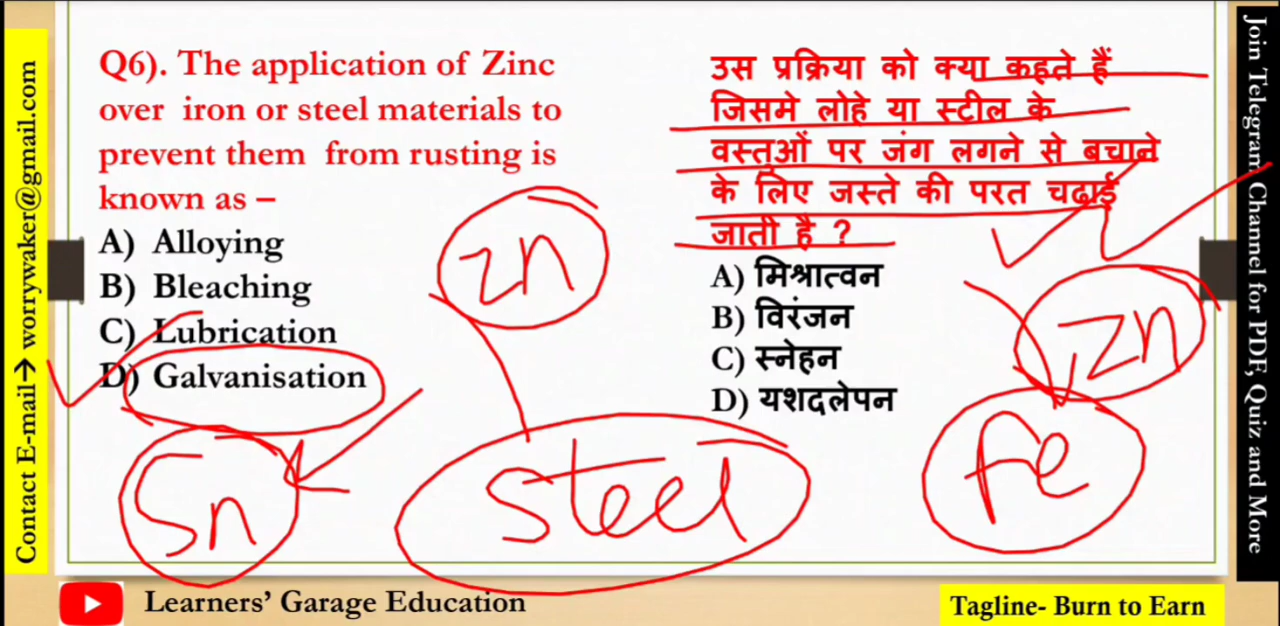 Q6). The application of Zinc
over iron or steel materials to
prevent them from rusting is
known as –
A) Alloying
B) Bleaching
C) Lubrication
D) Galvanisation
उस प्रक्रिया को क्या कहते हैं
जिसमे लोहे या स्टील के
वस्तुओं पर जंग लगने से बचाने
के लिए जस्ते की परत चढाई
जाती है ?
A) मिश्रात्वन
B) विरंजन
C) स्नेहन
D) यशदलेपन
Zn
Zn
Sn
Steel
Fe
Contact E-mail→ worrywaker@gmail.com
Join Telegram Channel for PDF, Quiz and More
Learners’ Garage Education
Tagline- Burn to Earn